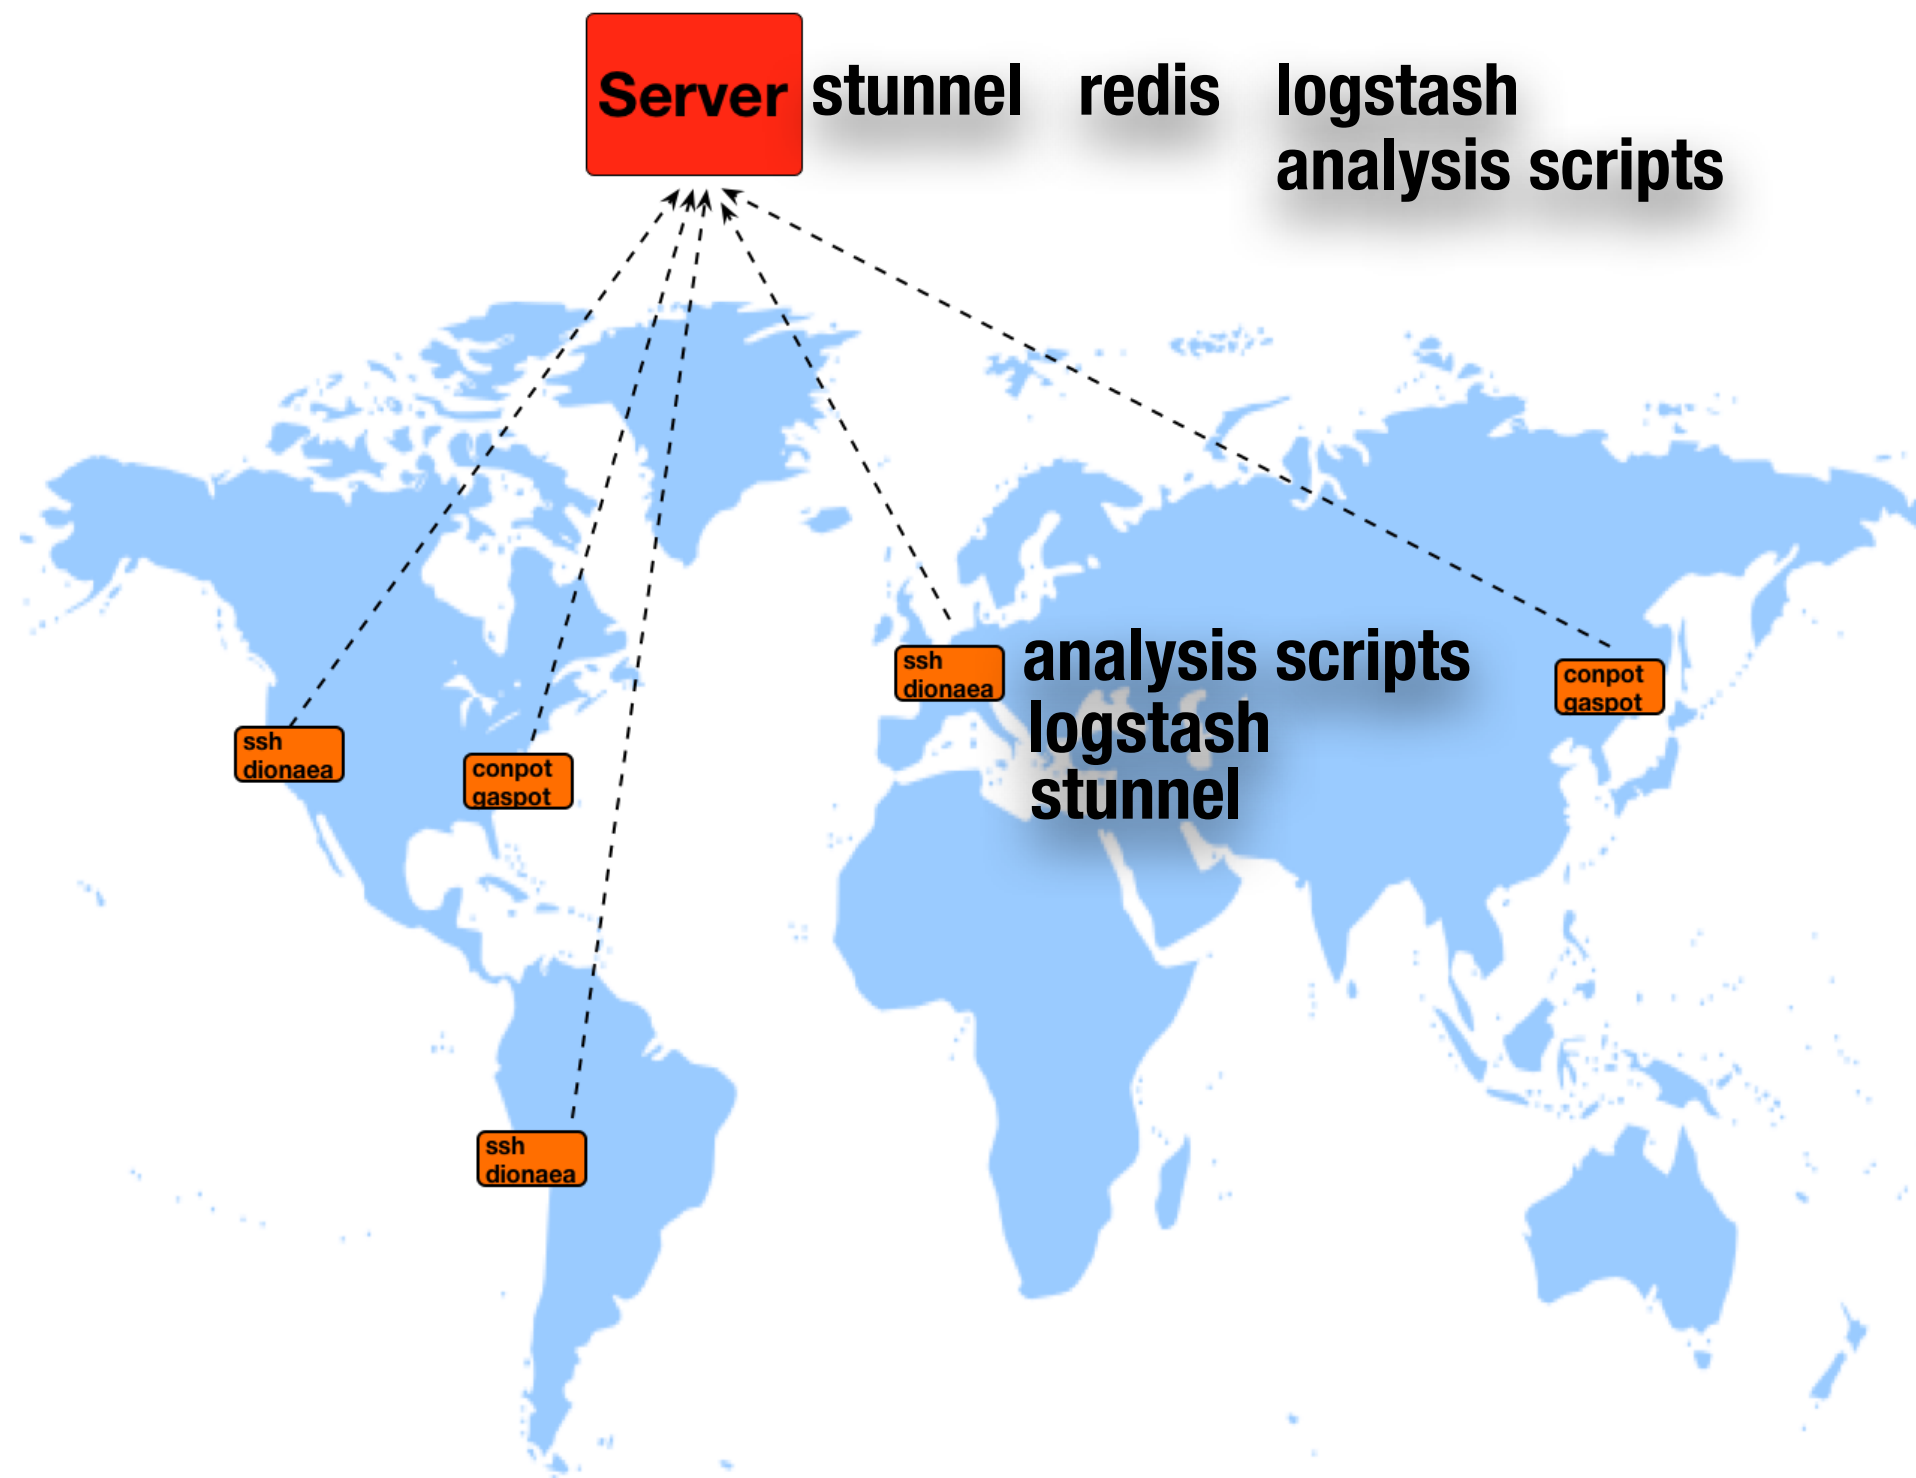 Server stunnel redis logstash
analysis scripts
ssh
dionaea
analysis scripts
logstash
stunnel
conpot
gaspot
ssh
dionaea
conpot
gaspot
ssh
dionaea